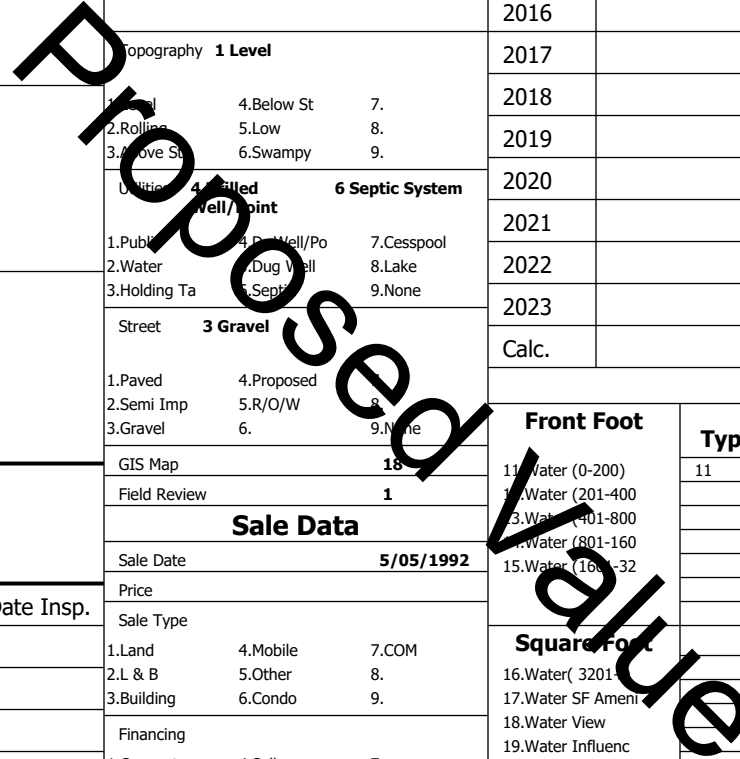 Topography 1 Level
4.Below St 7.
2.Rolling 5.Low 8.
3.Above St 6.Swampy 9.
Utilities 4 Drilled Well/Point 6 Septic System
1.Public 4.Dr Well/Po 7.Cesspool
2.Water 5.Dug Well 8.Lake
3.Holding Ta 6.Septic 9.None
Street 3 Gravel
1.Paved 4.Proposed
2.Semi Imp 5.R/O/W 8.
3.Gravel 6. 9.None
GIS Map 18
Field Review 1
Sale Data
Sale Date 5/05/1992
Price
Sale Type
1.Land 4.Mobile 7.COM
2.L & B 5.Other 8.
3.Building 6.Condo 9.
Financing
Date Insp.
2016
2017
2018
2019
2020
2021
2022
2023
Calc.
Front Foot
Typ
11.Water (0-200) 11
12.Water (201-400
13.Water (401-800
14.Water (801-160
15.Water (1601-32
Square Foot
16.Water( 3201-
17.Water SF Ameni
18.Water View
19.Water Influenc
Proposed Value